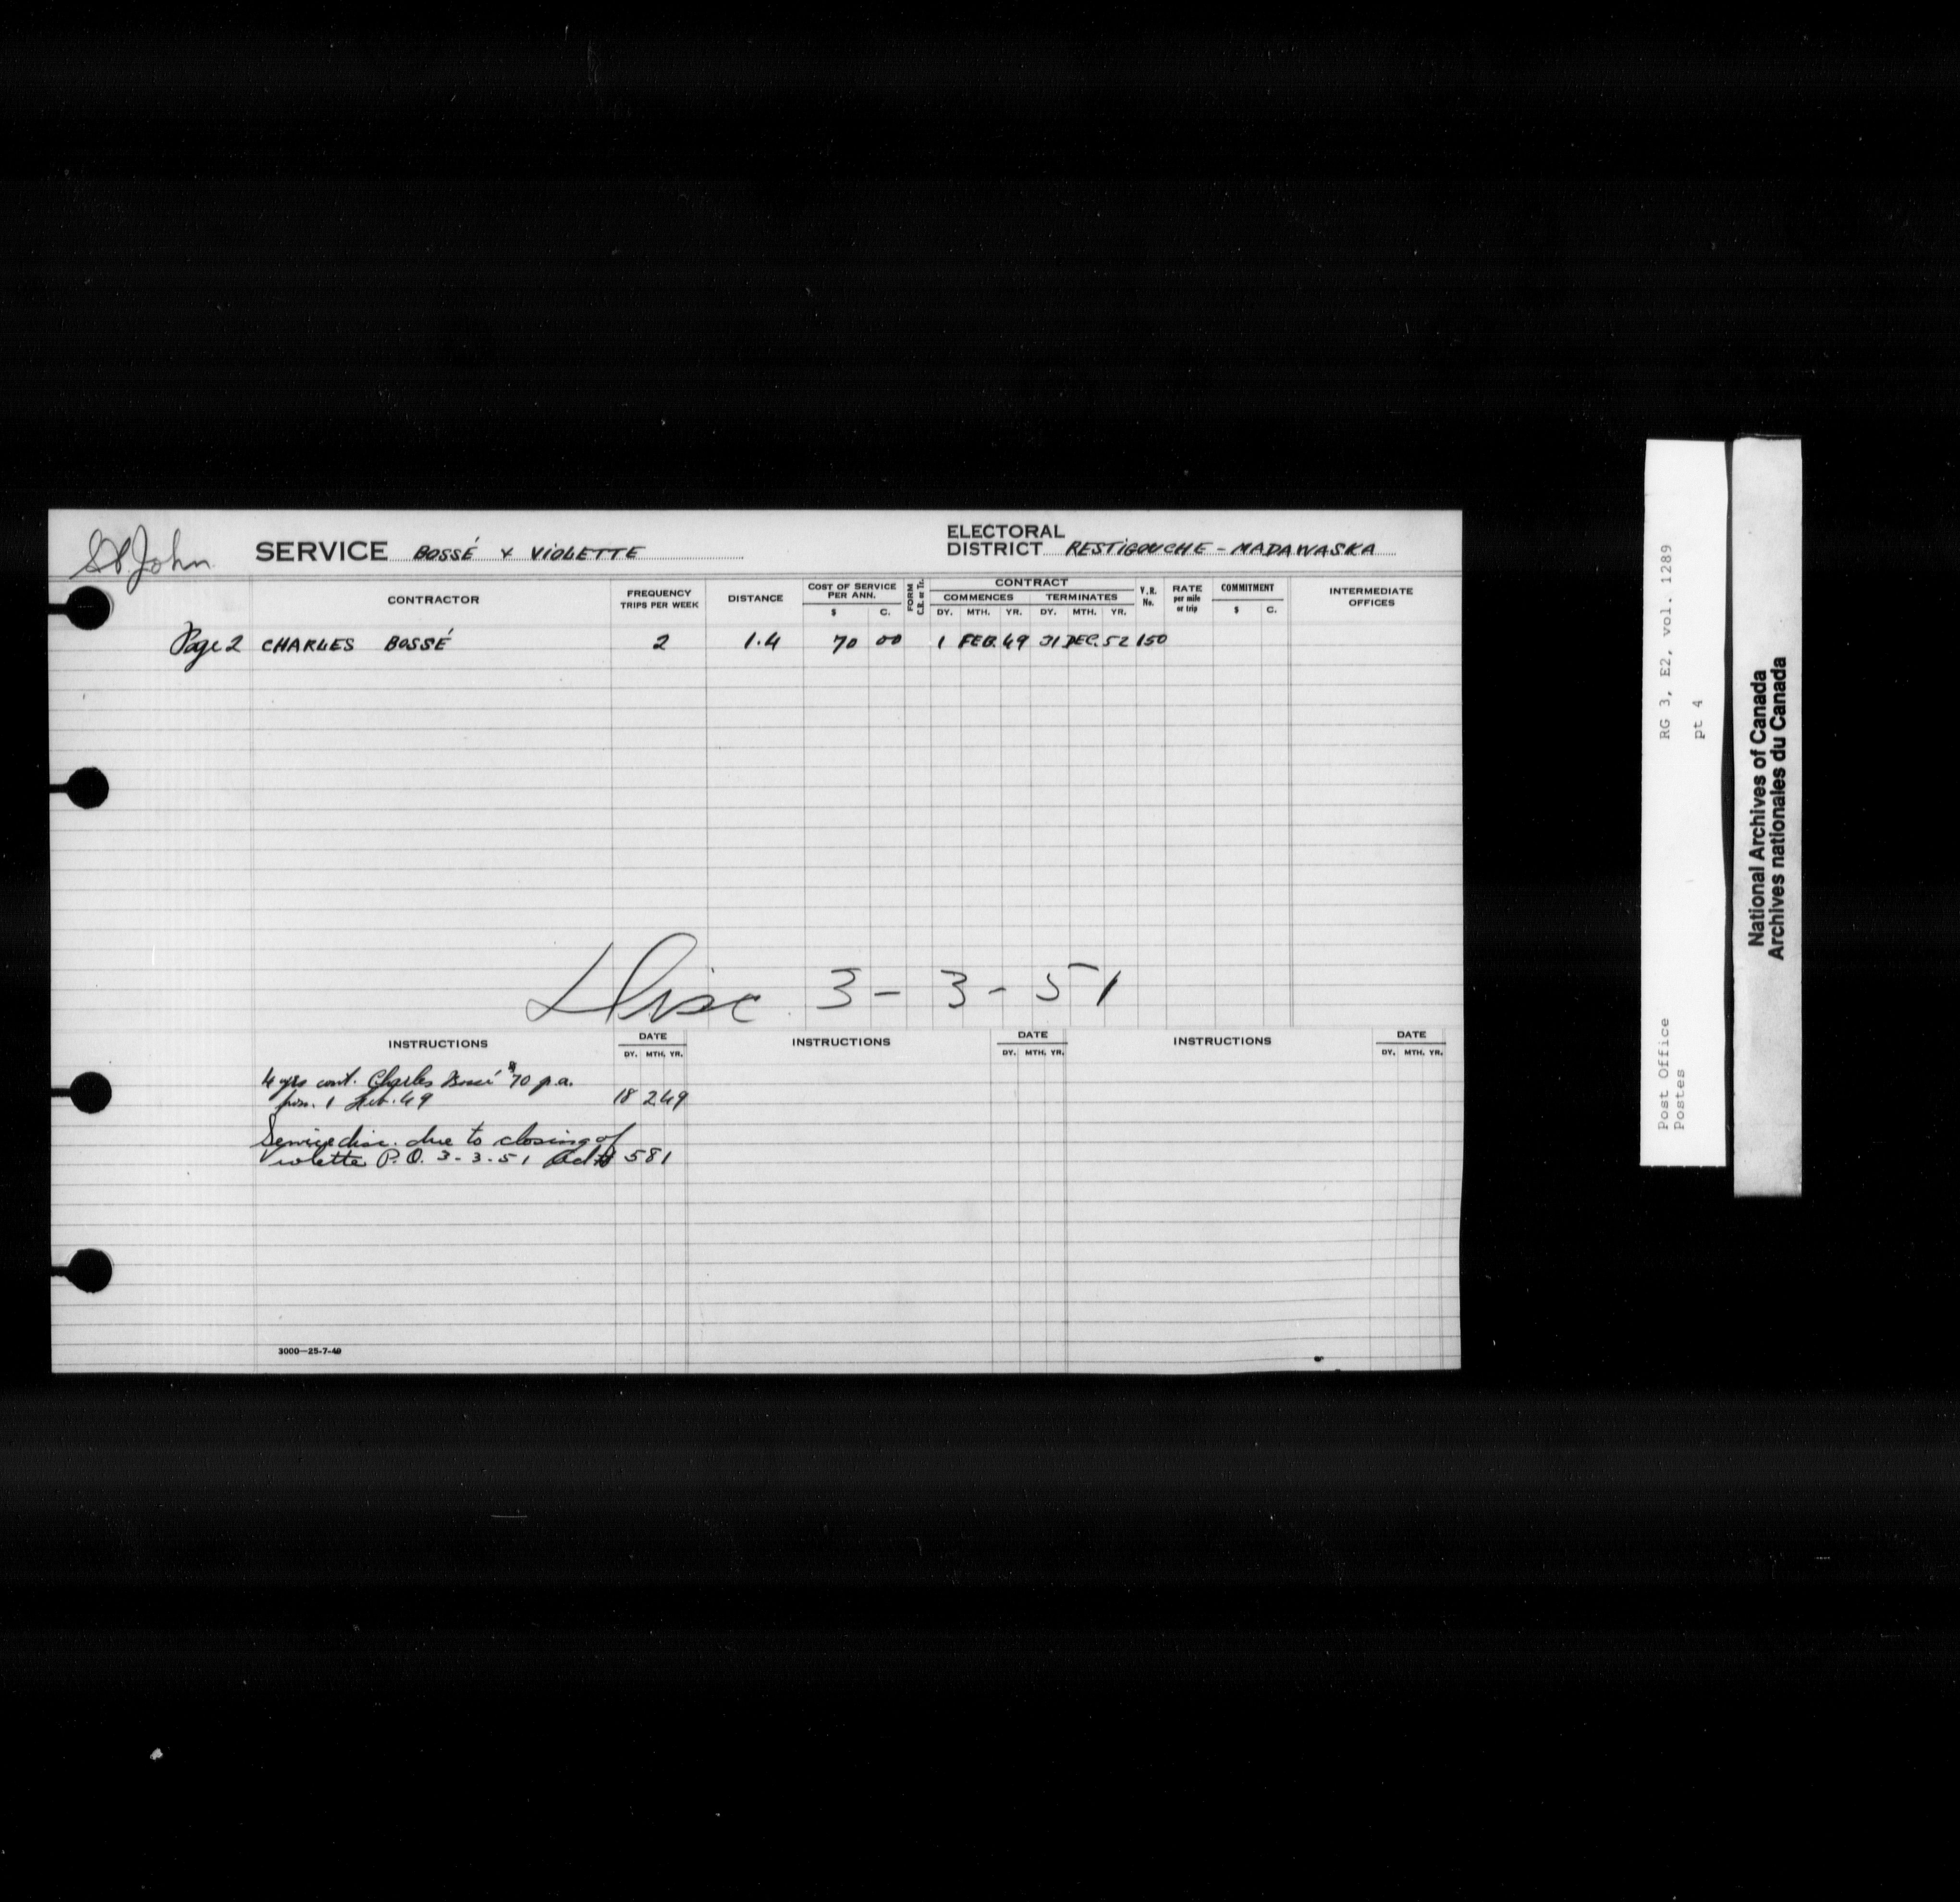 St. John
SERVICE BOSSÉ & VIOLETTE
ELECTORAL
DISTRICT RESTIGOUCHE - MADAWASKA
CONTRACTOR
FREQUENCY
TRIPS PER WEEK
DISTANCE
COST OF SERVICE
PER ANN.
$ C.
FORM
C.R. or Tr.
CONTRACT
COMMENCES TERMINATES
DY. MTH. YR. DY. MTH. YR.
V.R.
No.
RATE
per mile
or trip
COMMITMENT
$ C.
INTERMEDIATE
OFFICES
Page 2 CHARLES BOSSÉ 2 1.4 70 00 1 FEB. 49 31 DEC. 52 150
Disc 3-3-51
INSTRUCTIONS DATE INSTRUCTIONS DATE INSTRUCTIONS DATE
DY. MTH. YR. DY. MTH. YR. DY. MTH. YR.
4 yrs cont. Charles Bossé $70 p.a.
from 1 Feb. 49 18 2 49
Service disc. due to closing of
Violette P.O. 3-3-51 581
3000-25-7-49
Post Office RG 3, E2, vol. 1289
Postes pt 4
National Archives of Canada
Archives nationales du Canada